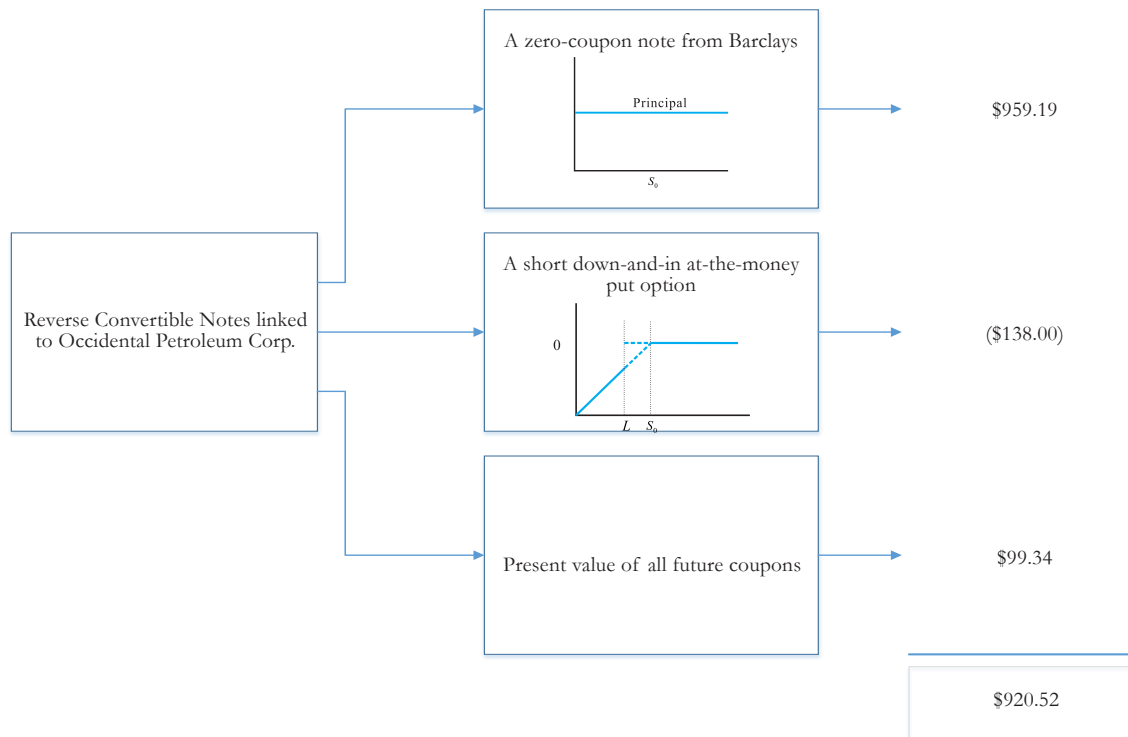 A zero-coupon note from Barclays
Principal
S₀
$959.19
Reverse Convertible Notes linked
to Occidental Petroleum Corp.
A short down-and-in at-the-money
put option
0
L S₀
($138.00)
Present value of all future coupons
$99.34
$920.52